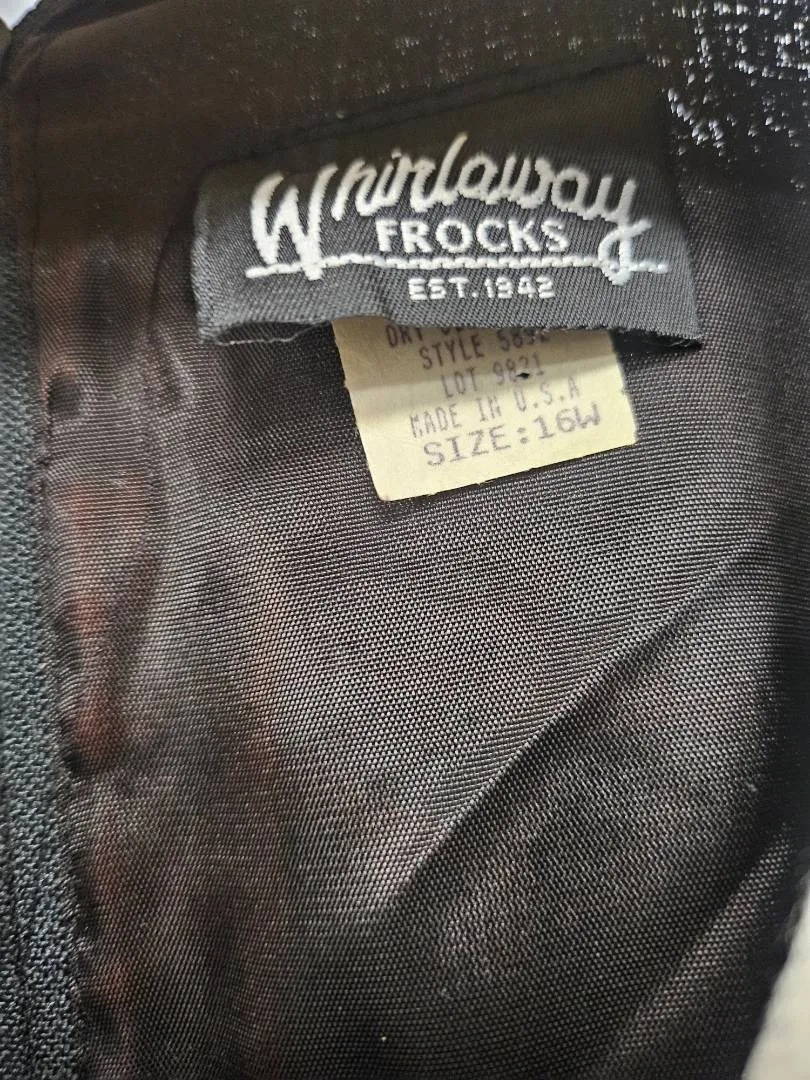 Whirlaway
FROCKS
EST.1942
STYLE
LOT 9821
MADE IN U.S.A
SIZE:16W